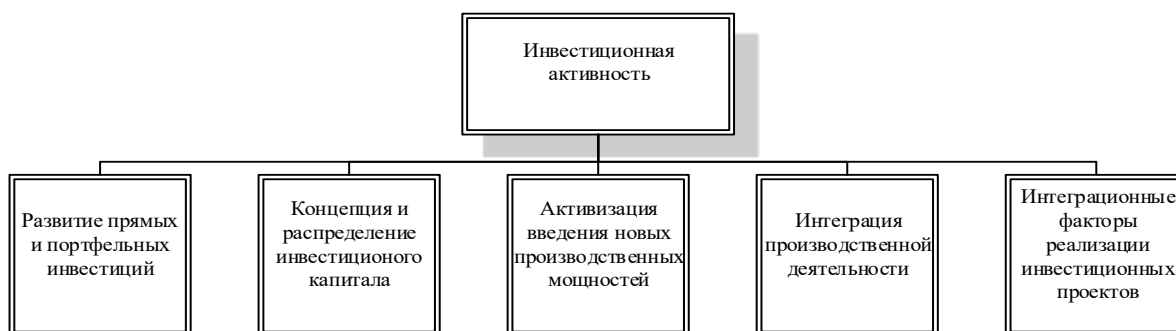 Инвестиционная
активность
Развитие прямых
и портфельных
инвестиций
Концепция и
распределение
инвестиционого
капитала
Активизация
введения новых
производственных
мощностей
Интеграция
производственной
деятельности
Интеграционные
факторы
реализации
инвестиционных
проектов